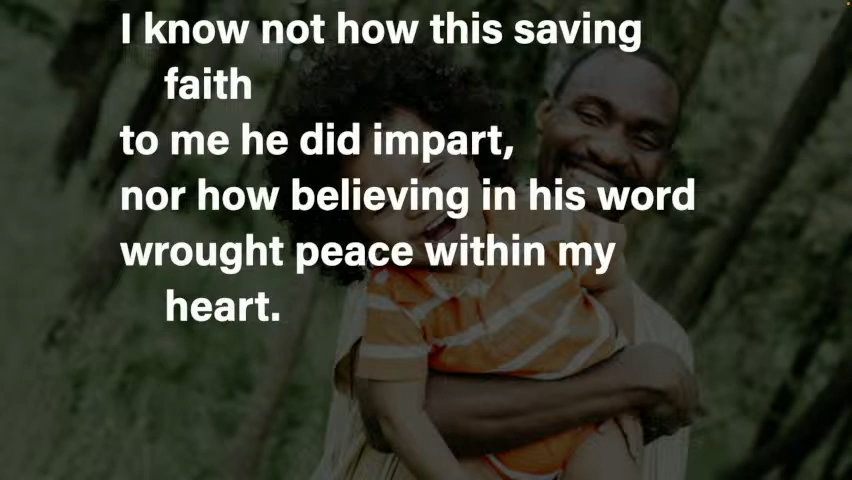 I know not how this saving
faith
to me he did impart,
nor how believing in his word
wrought peace within my
heart.